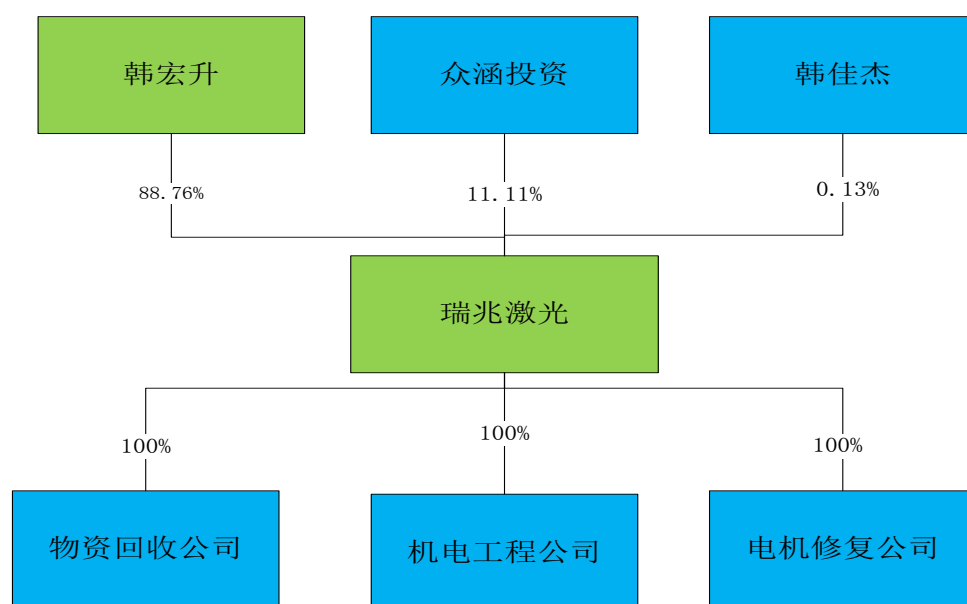 韩宏升
众涵投资
韩佳杰
88.76%
11.11%
0.13%
瑞兆激光
100%
100%
100%
物资回收公司
机电工程公司
电机修复公司